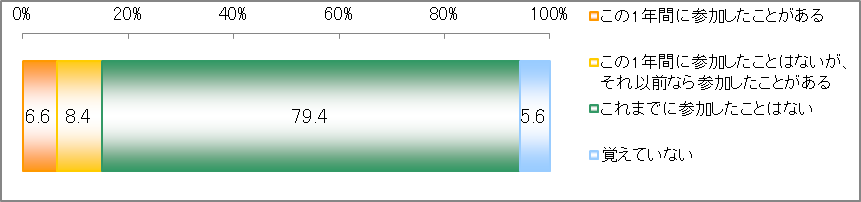 0% 20% 40% 60% 80% 100%
6.6 8.4 79.4 5.6
この1年間に参加したことがある
この1年間に参加したことはないが、
それ以前なら参加したことがある
これまでに参加したことはない
覚えていない